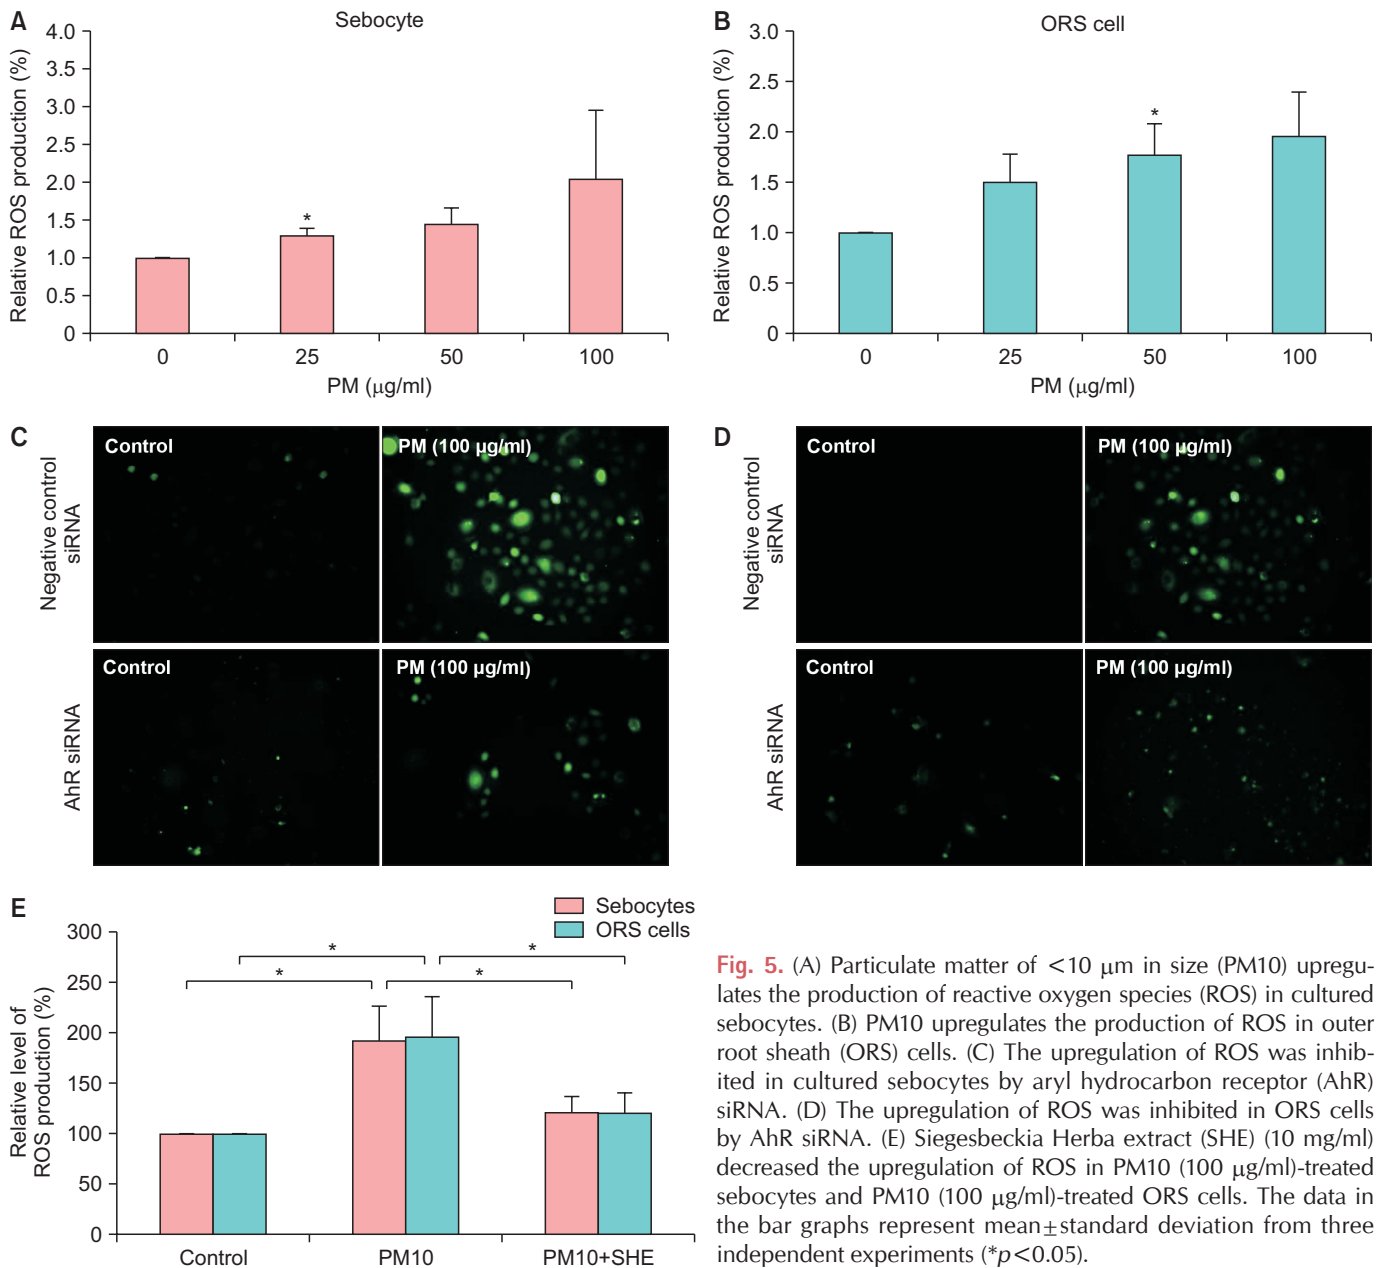 A
Sebocyte
Relative ROS production (%)
4.0
3.5
3.0
2.5
2.0
1.5
1.0
0.5
0
*
0 25 50 100
PM (μg/ml)
B
ORS cell
Relative ROS production (%)
3.0
2.5
2.0
1.5
1.0
0.5
0
*
0 25 50 100
PM (μg/ml)
C
Negative control
siRNA
Control
PM (100 μg/ml)
AhR siRNA
Control
PM (100 μg/ml)
D
Negative control
siRNA
Control
PM (100 μg/ml)
AhR siRNA
Control
PM (100 μg/ml)
E
Sebocytes
ORS cells
Relative level of
ROS production (%)
300
250
200
150
100
50
0
* *
* *
Control PM10 PM10+SHE
Fig. 5. (A) Particulate matter of <10 μm in size (PM10) upregu-
lates the production of reactive oxygen species (ROS) in cultured
sebocytes. (B) PM10 upregulates the production of ROS in outer
root sheath (ORS) cells. (C) The upregulation of ROS was inhib-
ited in cultured sebocytes by aryl hydrocarbon receptor (AhR)
siRNA. (D) The upregulation of ROS was inhibited in ORS cells
by AhR siRNA. (E) Siegesbeckia Herba extract (SHE) (10 mg/ml)
decreased the upregulation of ROS in PM10 (100 μg/ml)-treated
sebocytes and PM10 (100 μg/ml)-treated ORS cells. The data in
the bar graphs represent mean±standard deviation from three
independent experiments (*p<0.05).